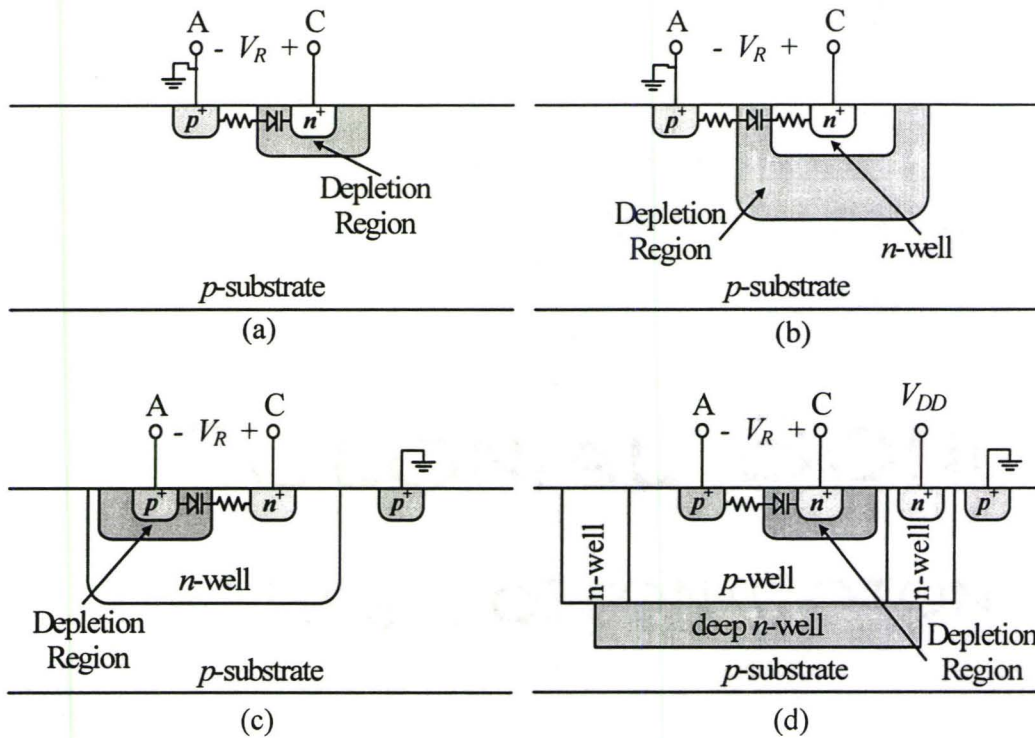 A - V_R + C
p+ n+
Depletion
Region
p-substrate
(a)
A - V_R + C
p+ n+
Depletion
Region
n-well
p-substrate
(b)
A - V_R + C
p+ n+ p+
n-well
Depletion
Region
p-substrate
(c)
A - V_R + C V_DD
p+ n+ n+ p+
n-well
p-well
n-well
deep n-well
Depletion
Region
p-substrate
(d)